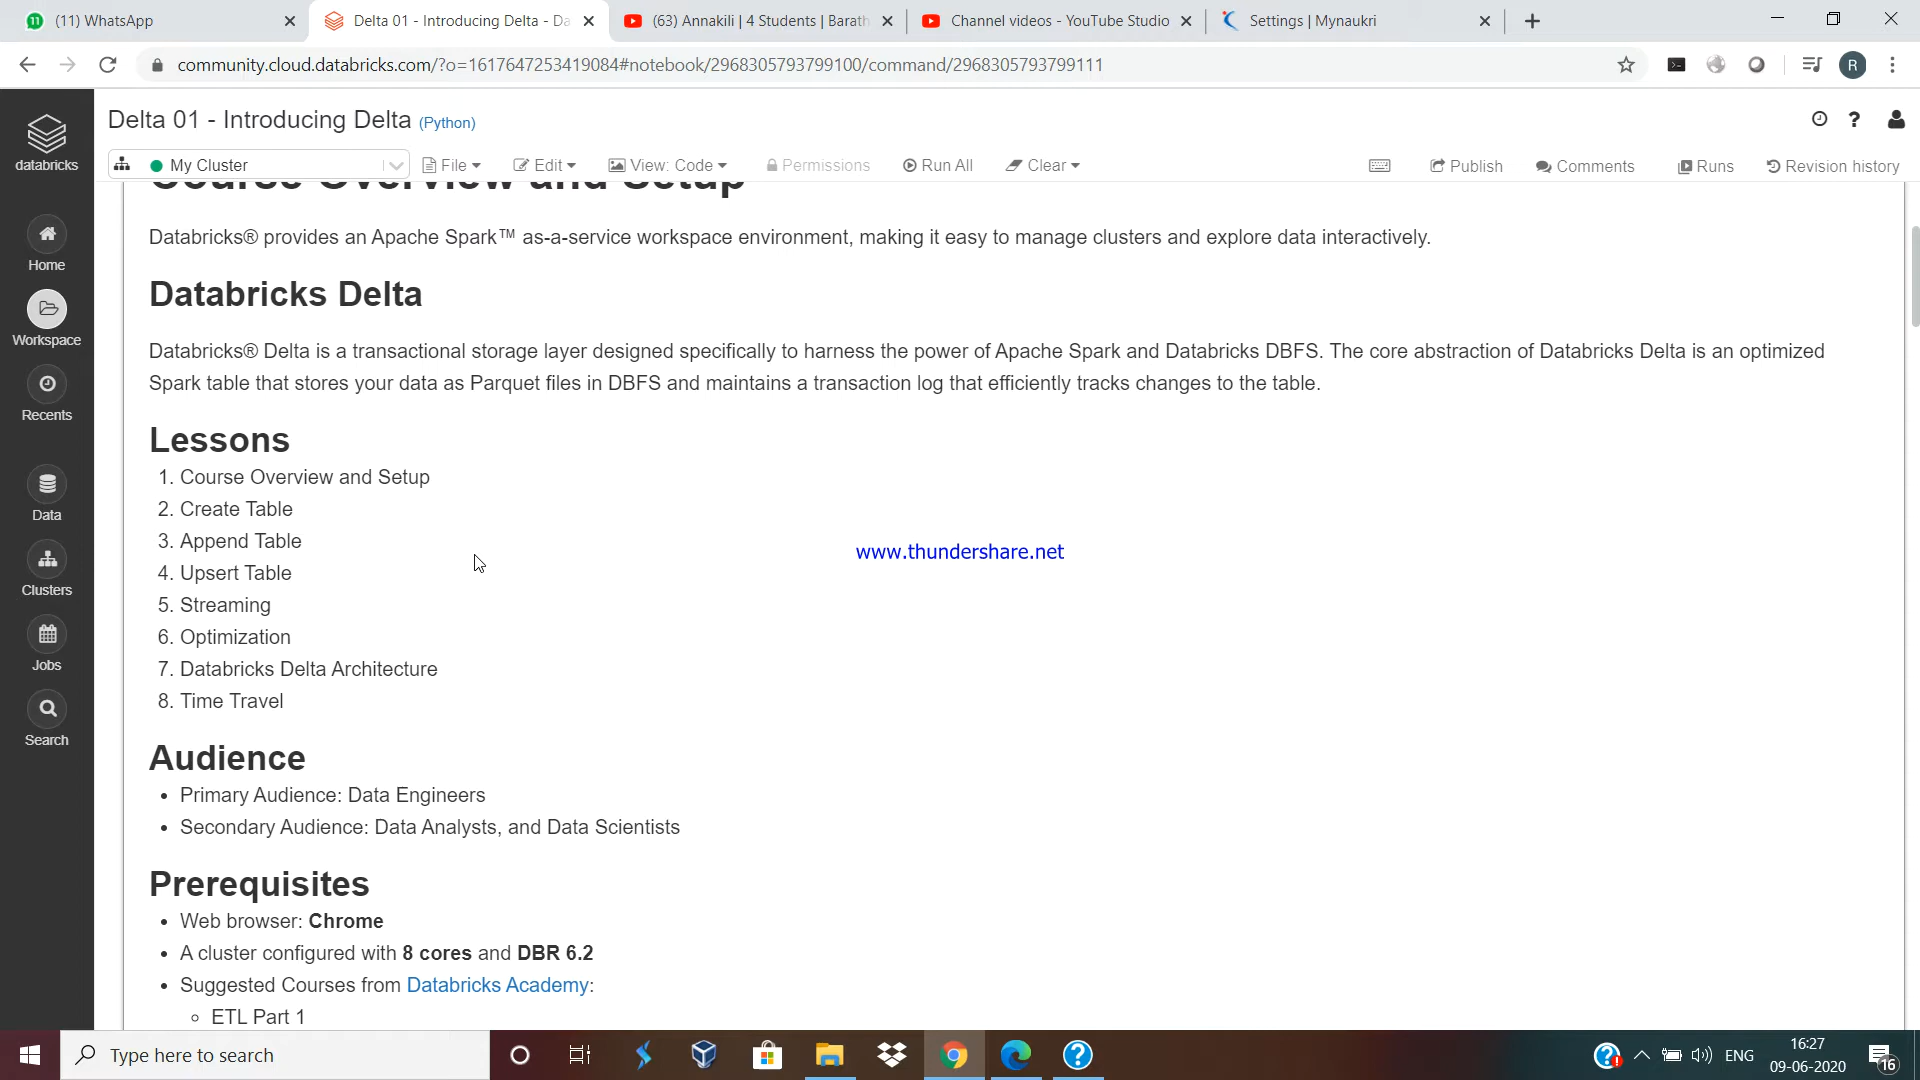 (11) WhatsApp
Delta 01 - Introducing Delta - Da
(63) Annakili | 4 Students | Barath
Channel videos - YouTube Studio
Settings | Mynaukri
community.cloud.databricks.com/?o=1617647253419084#notebook/2968305793799100/command/2968305793799111
R
databricks
Delta 01 - Introducing Delta (Python)
My Cluster
File
Edit
View: Code
Permissions
Run All
Clear
Publish
Comments
Runs
Revision history
Home
Workspace
Recents
Data
Clusters
Jobs
Search
Course Overview and Setup
Databricks® provides an Apache Spark™ as-a-service workspace environment, making it easy to manage clusters and explore data interactively.
Databricks Delta
Databricks® Delta is a transactional storage layer designed specifically to harness the power of Apache Spark and Databricks DBFS. The core abstraction of Databricks Delta is an optimized
Spark table that stores your data as Parquet files in DBFS and maintains a transaction log that efficiently tracks changes to the table.
Lessons
1. Course Overview and Setup
2. Create Table
3. Append Table
4. Upsert Table
5. Streaming
6. Optimization
7. Databricks Delta Architecture
8. Time Travel
www.thundershare.net
Audience
• Primary Audience: Data Engineers
• Secondary Audience: Data Analysts, and Data Scientists
Prerequisites
• Web browser: Chrome
• A cluster configured with 8 cores and DBR 6.2
• Suggested Courses from Databricks Academy:
◦ ETL Part 1
Type here to search
ENG
16:27
09-06-2020
16